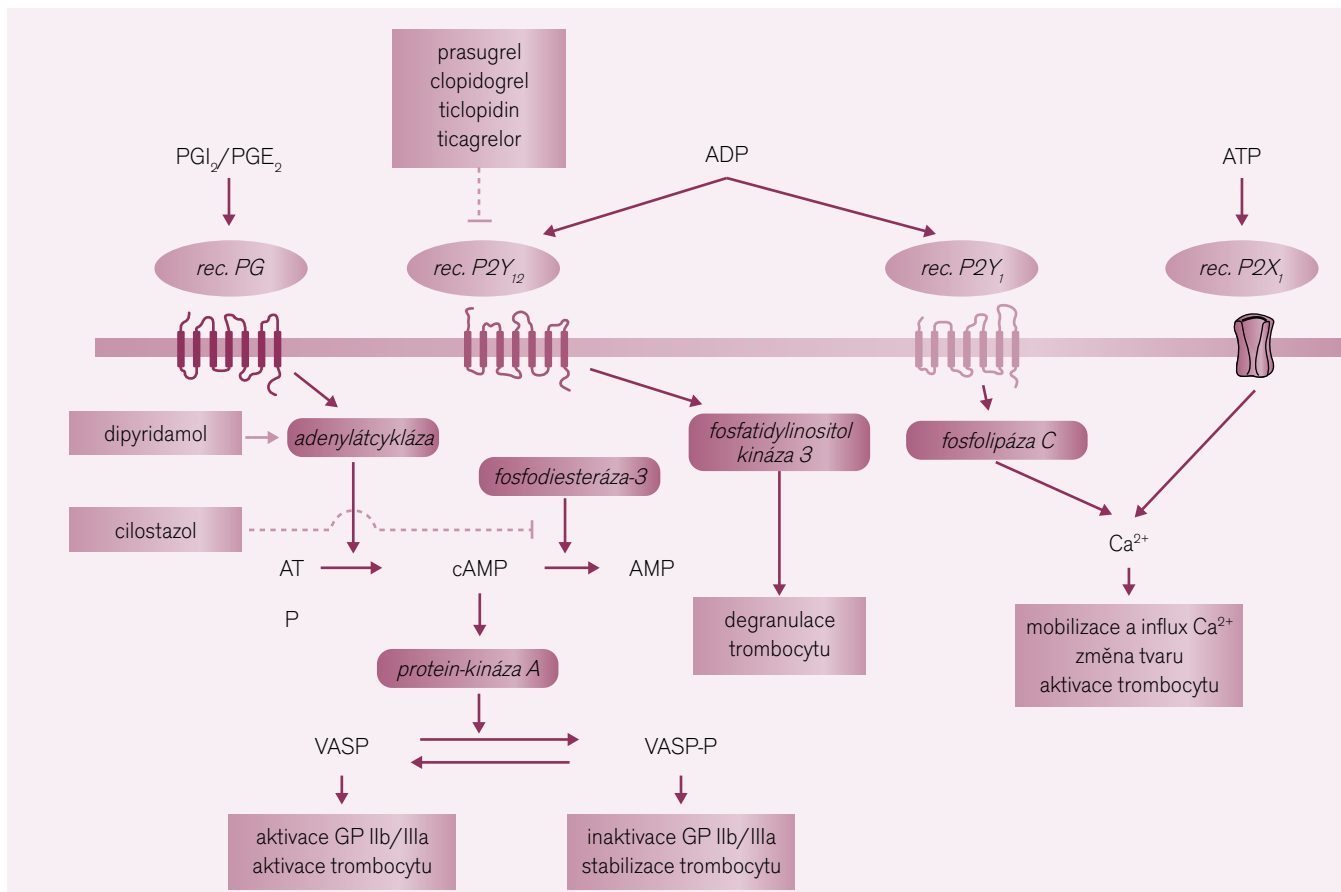 prasugrel
clopidogrel
ticlopidin
ticagrelor
PGI₂/PGE₂
ADP
ATP
rec. PG
rec. P2Y₁₂
rec. P2Y₁
rec. P2X₁
dipyridamol
adenylátcykláza
fosfatidylinositol
kináza 3
fosfolipáza C
fosfodiesteráza-3
cilostazol
Ca²⁺
AT
P
cAMP
AMP
degranulace
trombocytu
mobilizace a influx Ca²⁺
změna tvaru
aktivace trombocytu
protein-kináza A
VASP
VASP-P
aktivace GP IIb/IIIa
aktivace trombocytu
inaktivace GP IIb/IIIa
stabilizace trombocytu